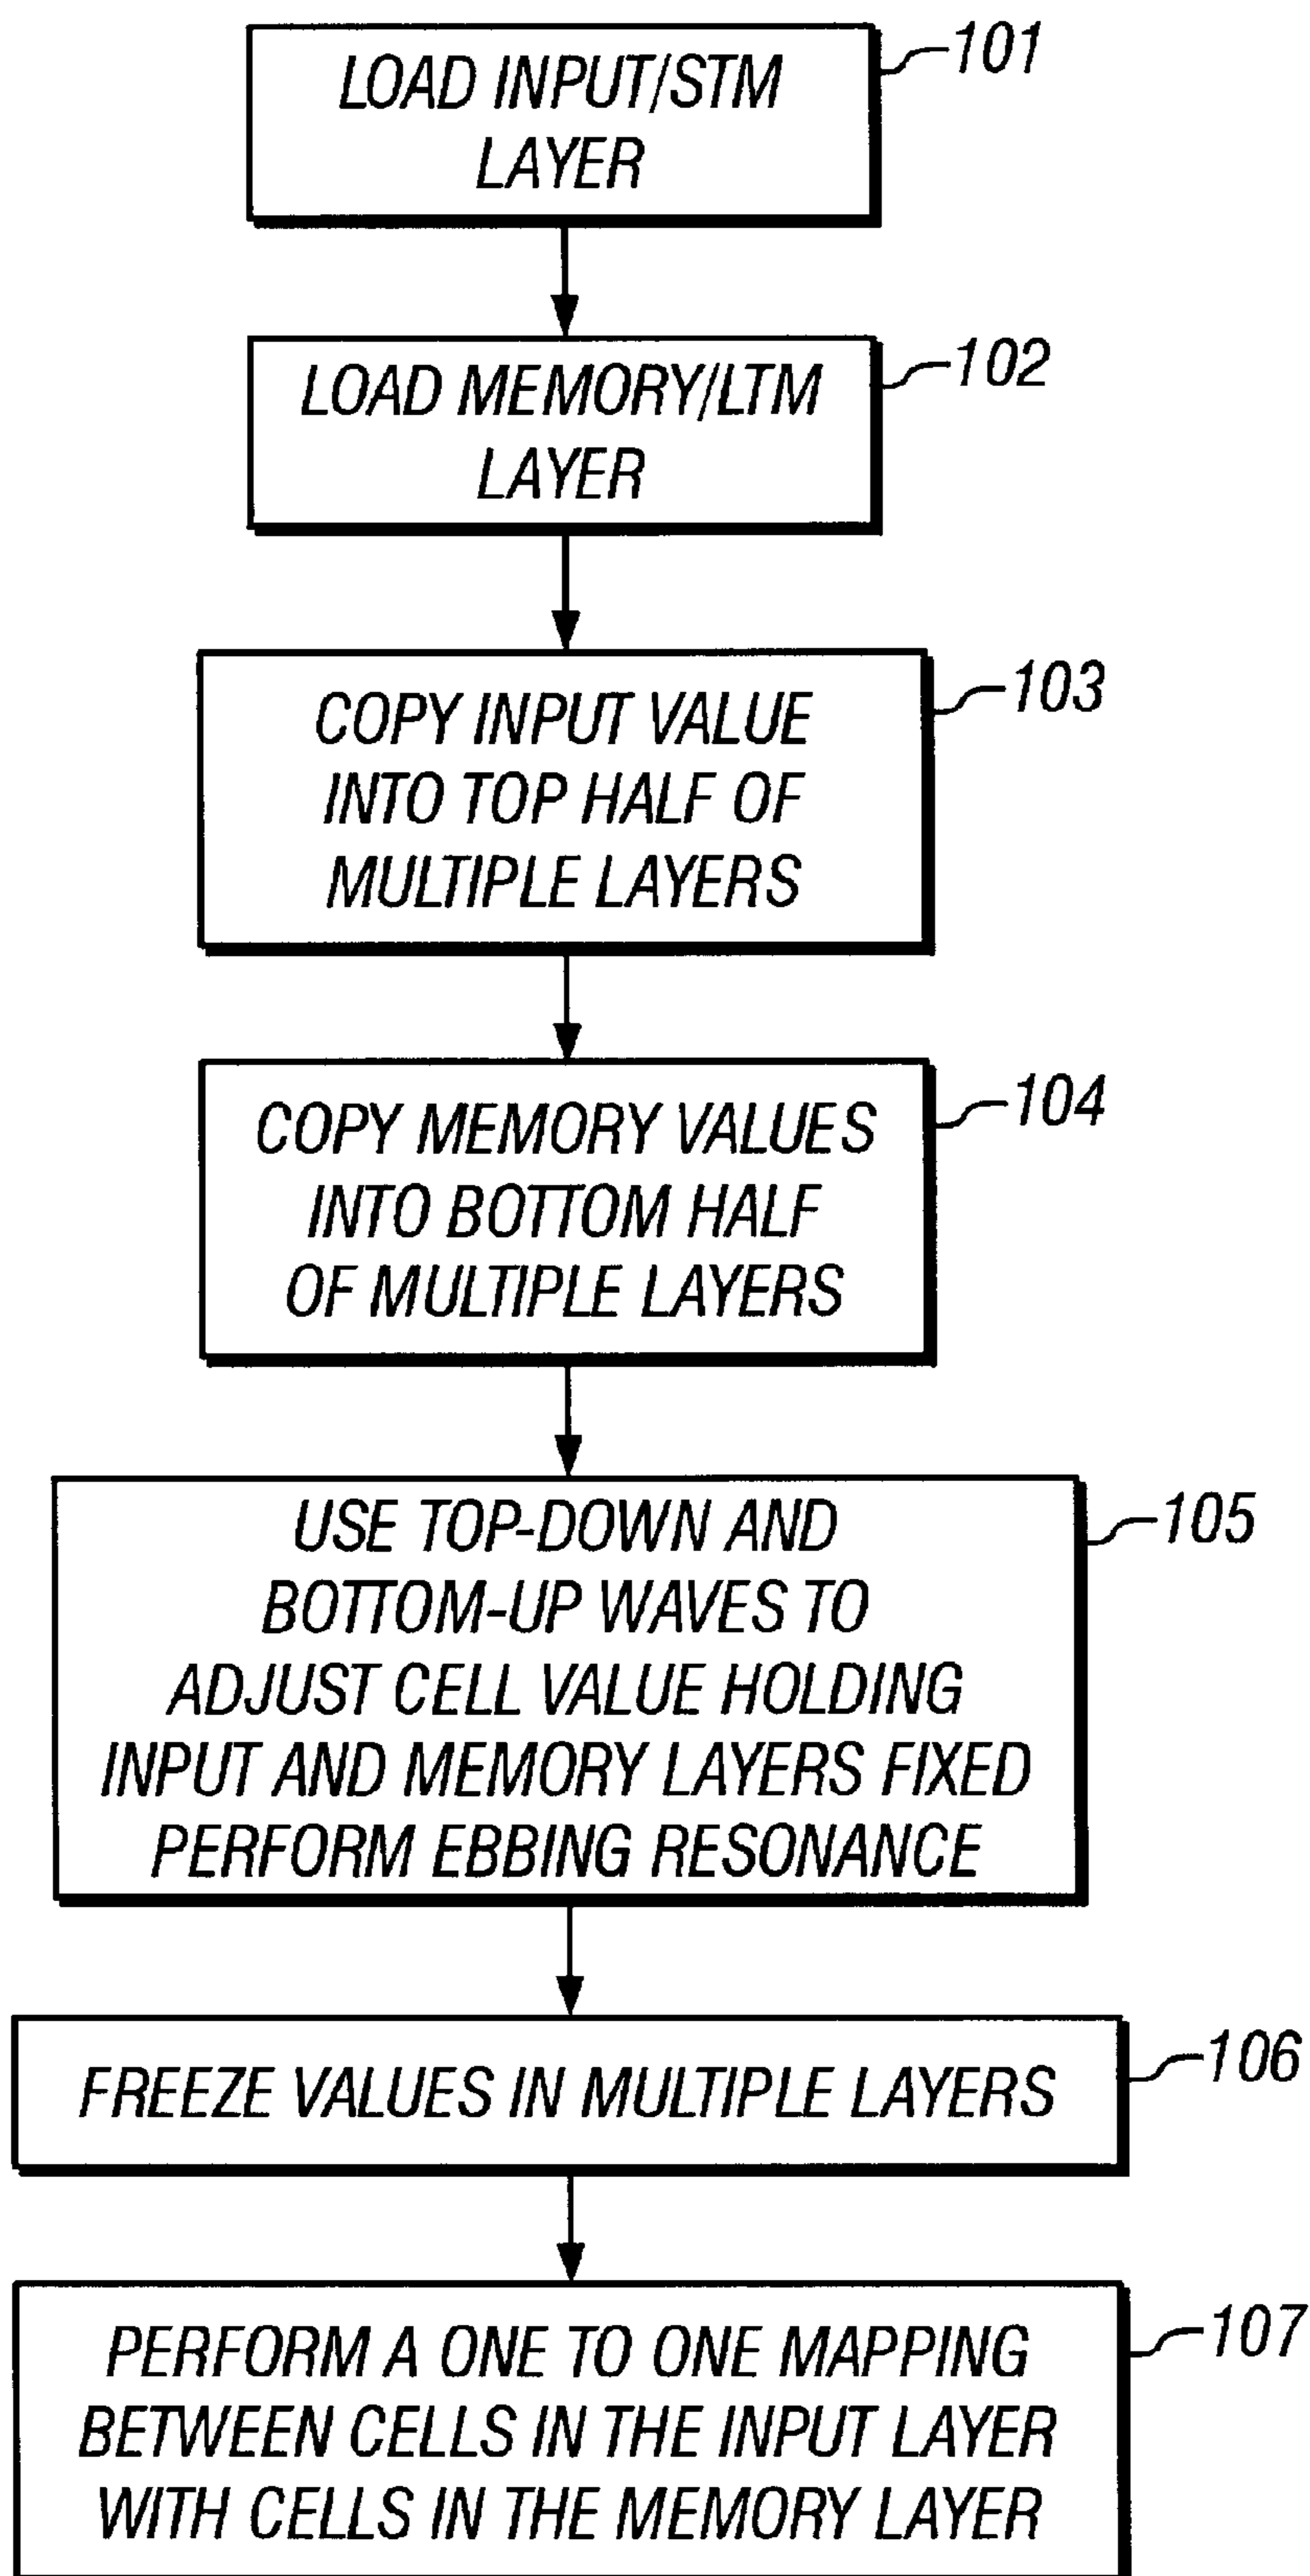 LOAD INPUT/STM
LAYER
101
LOAD MEMORY/LTM
LAYER
102
COPY INPUT VALUE
INTO TOP HALF OF
MULTIPLE LAYERS
103
COPY MEMORY VALUES
INTO BOTTOM HALF
OF MULTIPLE LAYERS
104
USE TOP-DOWN AND
BOTTOM-UP WAVES TO
ADJUST CELL VALUE HOLDING
INPUT AND MEMORY LAYERS FIXED
PERFORM EBBING RESONANCE
105
FREEZE VALUES IN MULTIPLE LAYERS
106
PERFORM A ONE TO ONE MAPPING
BETWEEN CELLS IN THE INPUT LAYER
WITH CELLS IN THE MEMORY LAYER
107